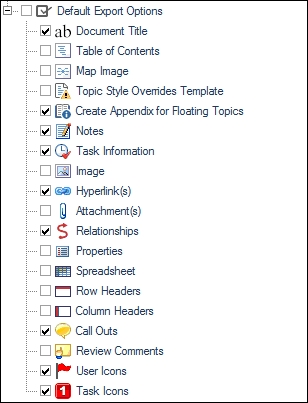 Default Export Options
ab Document Title
Table of Contents
Map Image
Topic Style Overrides Template
Create Appendix for Floating Topics
Notes
Task Information
Image
Hyperlink(s)
Attachment(s)
Relationships
Properties
Spreadsheet
Row Headers
Column Headers
Call Outs
Review Comments
User Icons
1 Task Icons